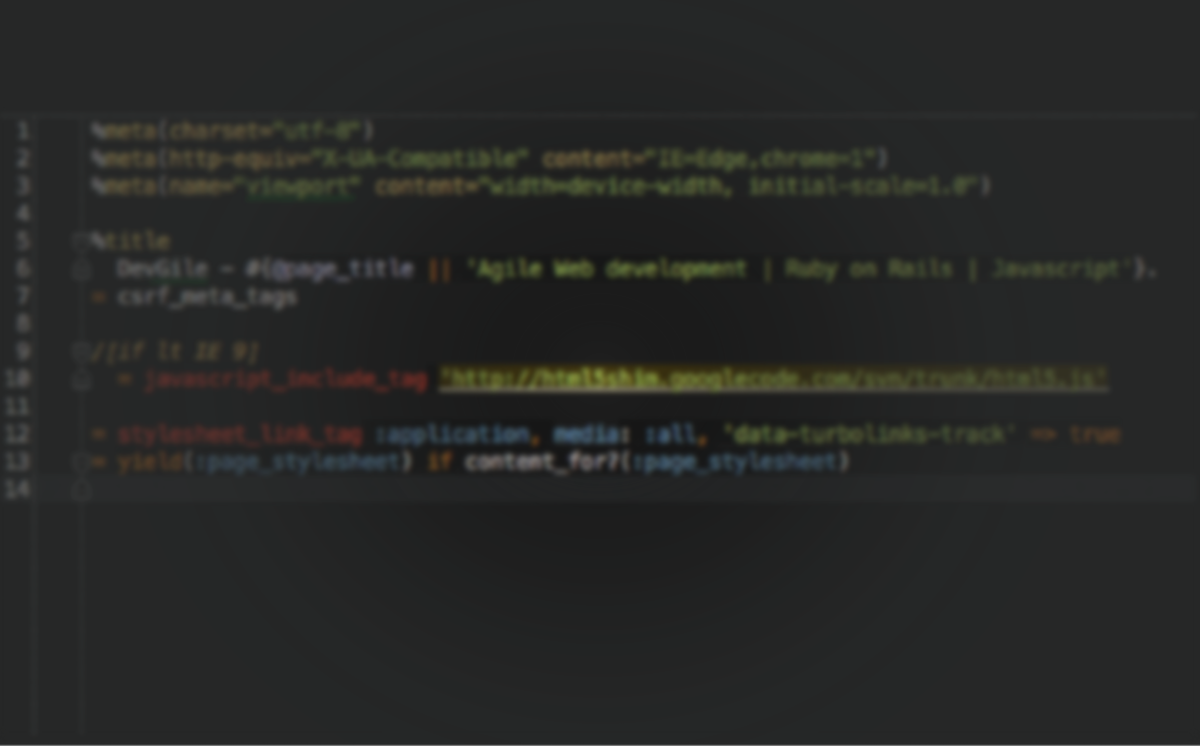 1 %meta(charset="utf-8")
2 %meta(http-equiv="X-UA-Compatible" content="IE=Edge,chrome=1")
3 %meta(name="viewport" content="width=device-width, initial-scale=1.0")
4
5 %title
6 DevGile - #{@page_title || 'Agile Web development | Ruby on Rails | Javascript'}.
7 = csrf_meta_tags
8
9 /[if lt IE 9]
10 = javascript_include_tag 'http://html5shim.googlecode.com/svn/trunk/html5.js'
11
12 = stylesheet_link_tag :application, media: :all, 'data-turbolinks-track' => true
13 = yield(:page_stylesheet) if content_for?(:page_stylesheet)
14